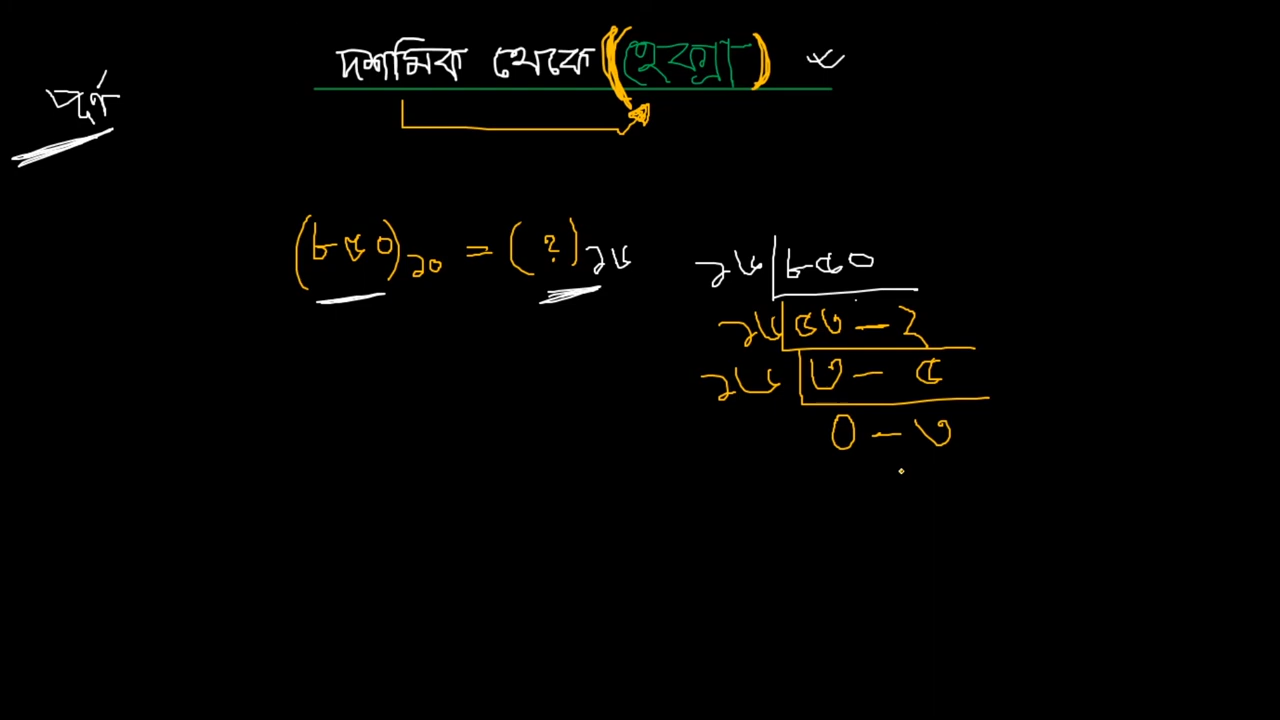 দশমিক থেকে (হেক্সা)
পূর্ণ
(৮৫০)১০ = (?)১৬
১৬ ৮৫০
১৬ ৫৩ — ২
১৬ ৩ — ৫
০ — ৩